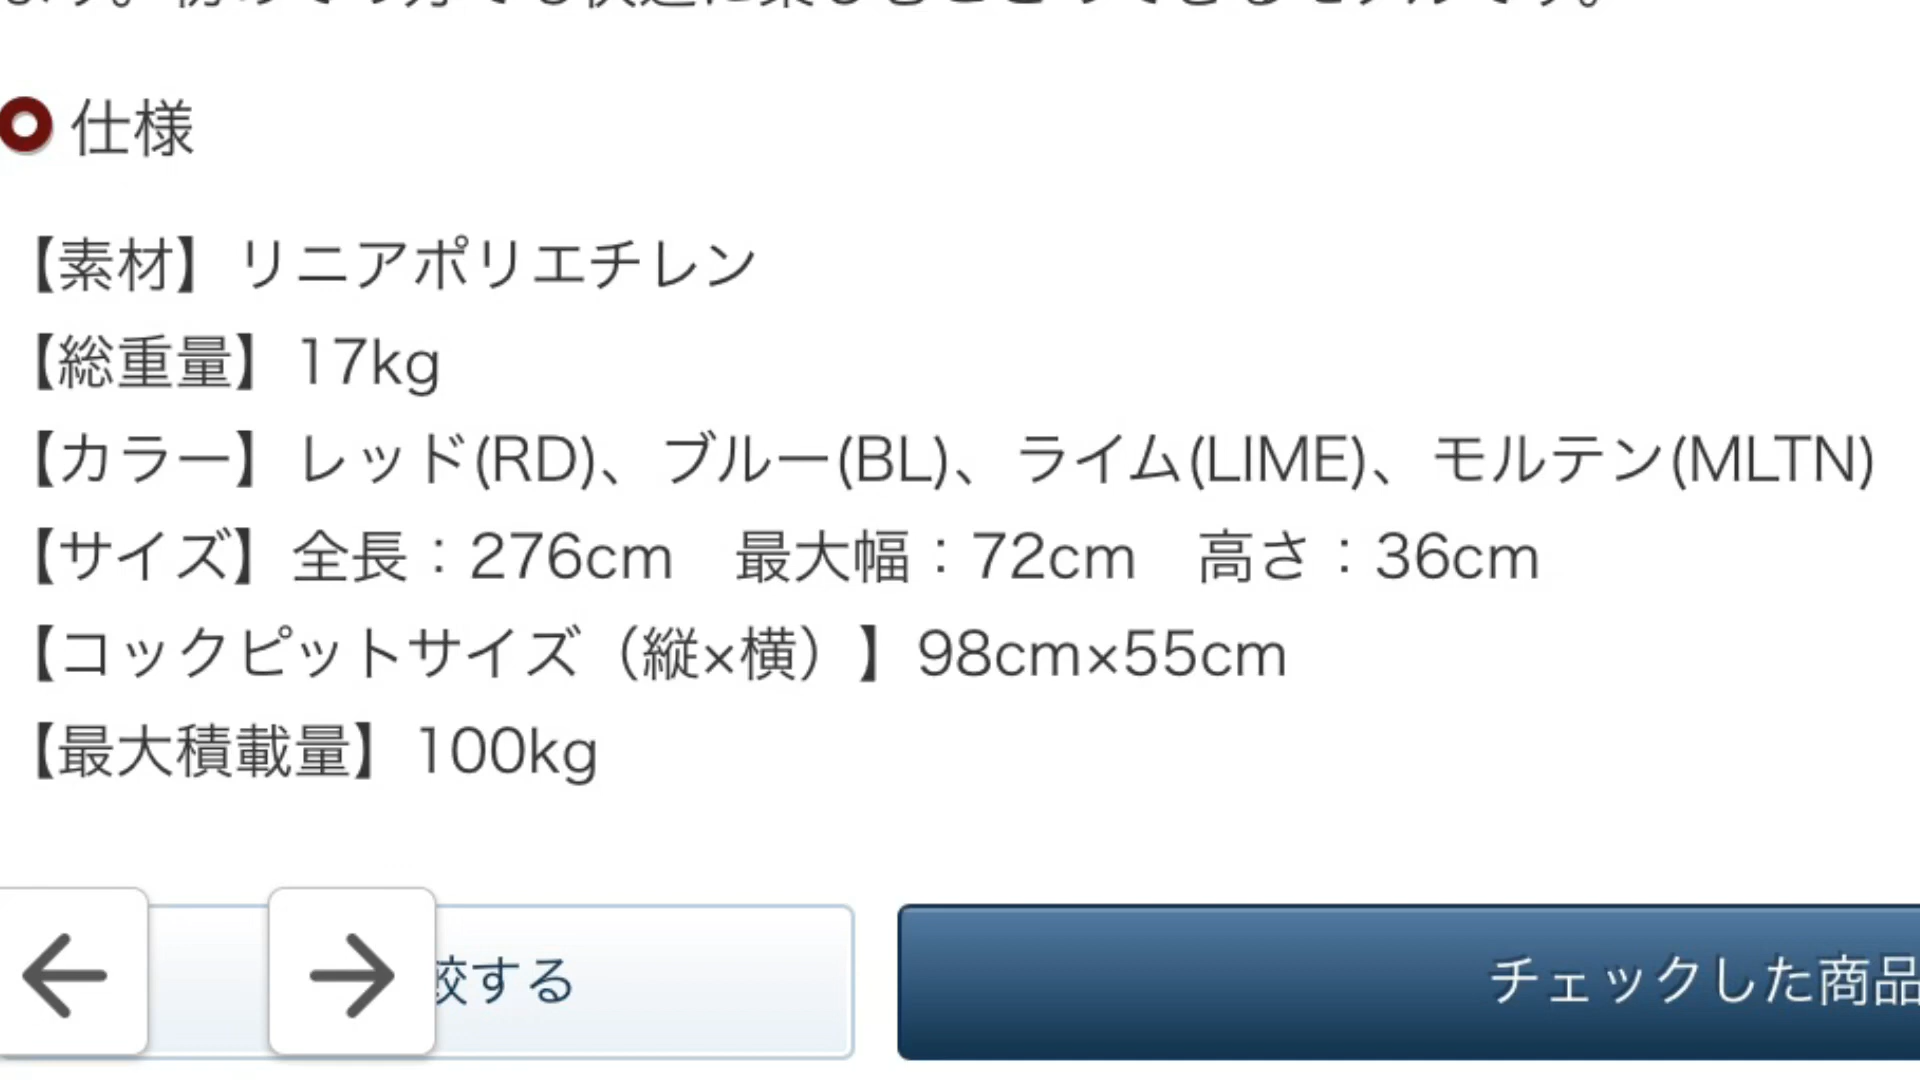 仕様
【素材】リニアポリエチレン
【総重量】17kg
【カラー】レッド(RD)、ブルー(BL)、ライム(LIME)、モルテン(MLTN)
【サイズ】全長：276cm　最大幅：72cm　高さ：36cm
【コックピットサイズ（縦×横）】98cm×55cm
【最大積載量】100kg
較する
チェックした商品